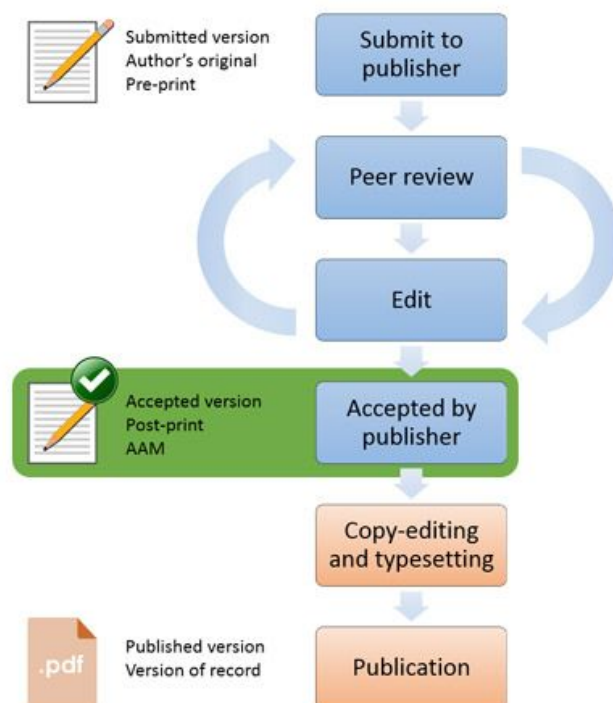 Submitted version
Author's original
Pre-print
Submit to
publisher
Peer review
Edit
Accepted version
Post-print
AAM
Accepted by
publisher
Copy-editing
and typesetting
.pdf
Published version
Version of record
Publication